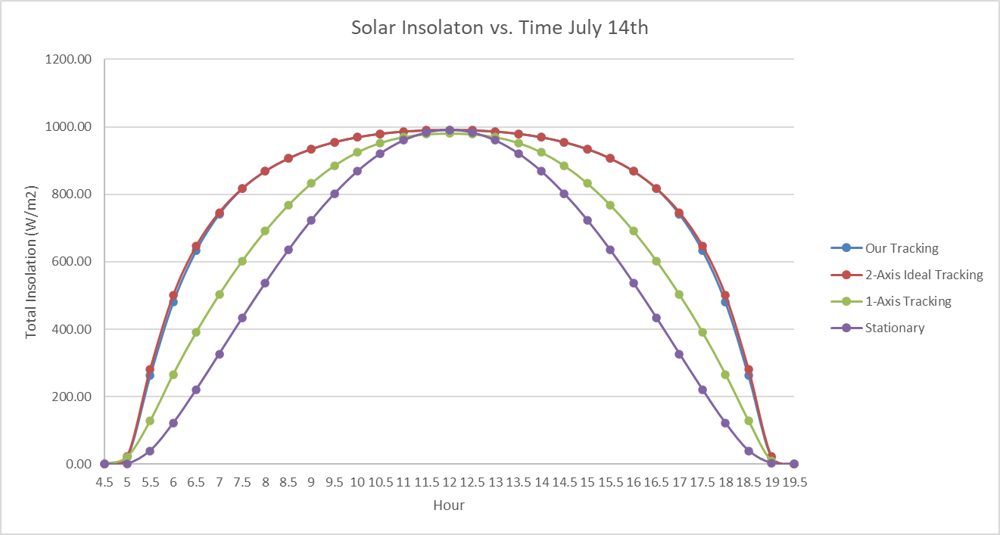 Solar Insolaton vs. Time July 14th
1200.00
1000.00
800.00
600.00
400.00
200.00
0.00
Total Insolation (W/m2)
4.5 5 5.5 6 6.5 7 7.5 8 8.5 9 9.5 10 10.5 11 11.5 12 12.5 13 13.5 14 14.5 15 15.5 16 16.5 17 17.5 18 18.5 19 19.5
Hour
Our Tracking
2-Axis Ideal Tracking
1-Axis Tracking
Stationary